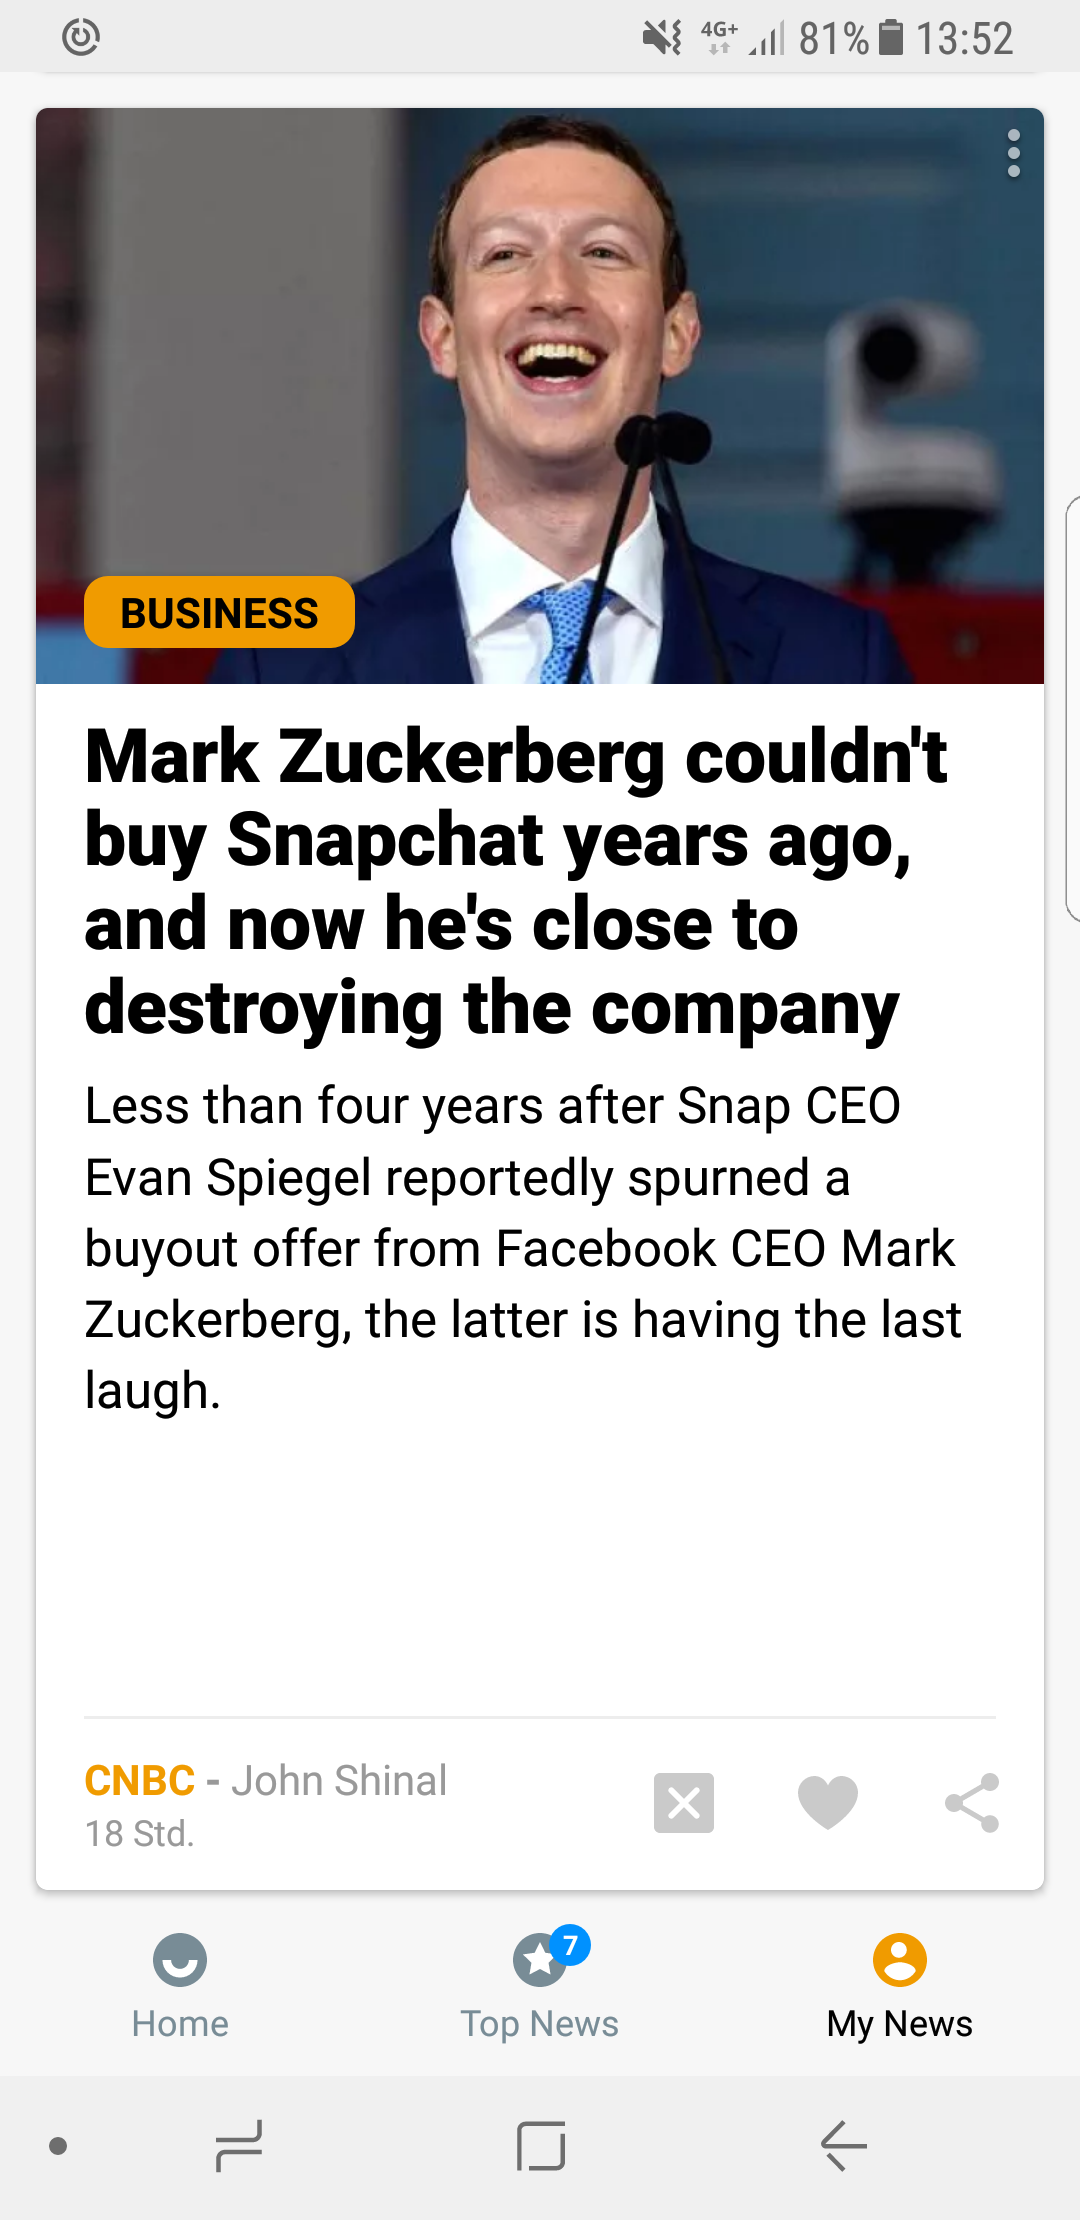 4G+ 81% 13:52
BUSINESS
Mark Zuckerberg couldn't
buy Snapchat years ago,
and now he's close to
destroying the company
Less than four years after Snap CEO
Evan Spiegel reportedly spurned a
buyout offer from Facebook CEO Mark
Zuckerberg, the latter is having the last
laugh.
CNBC - John Shinal
18 Std.
7
Home
Top News
My News